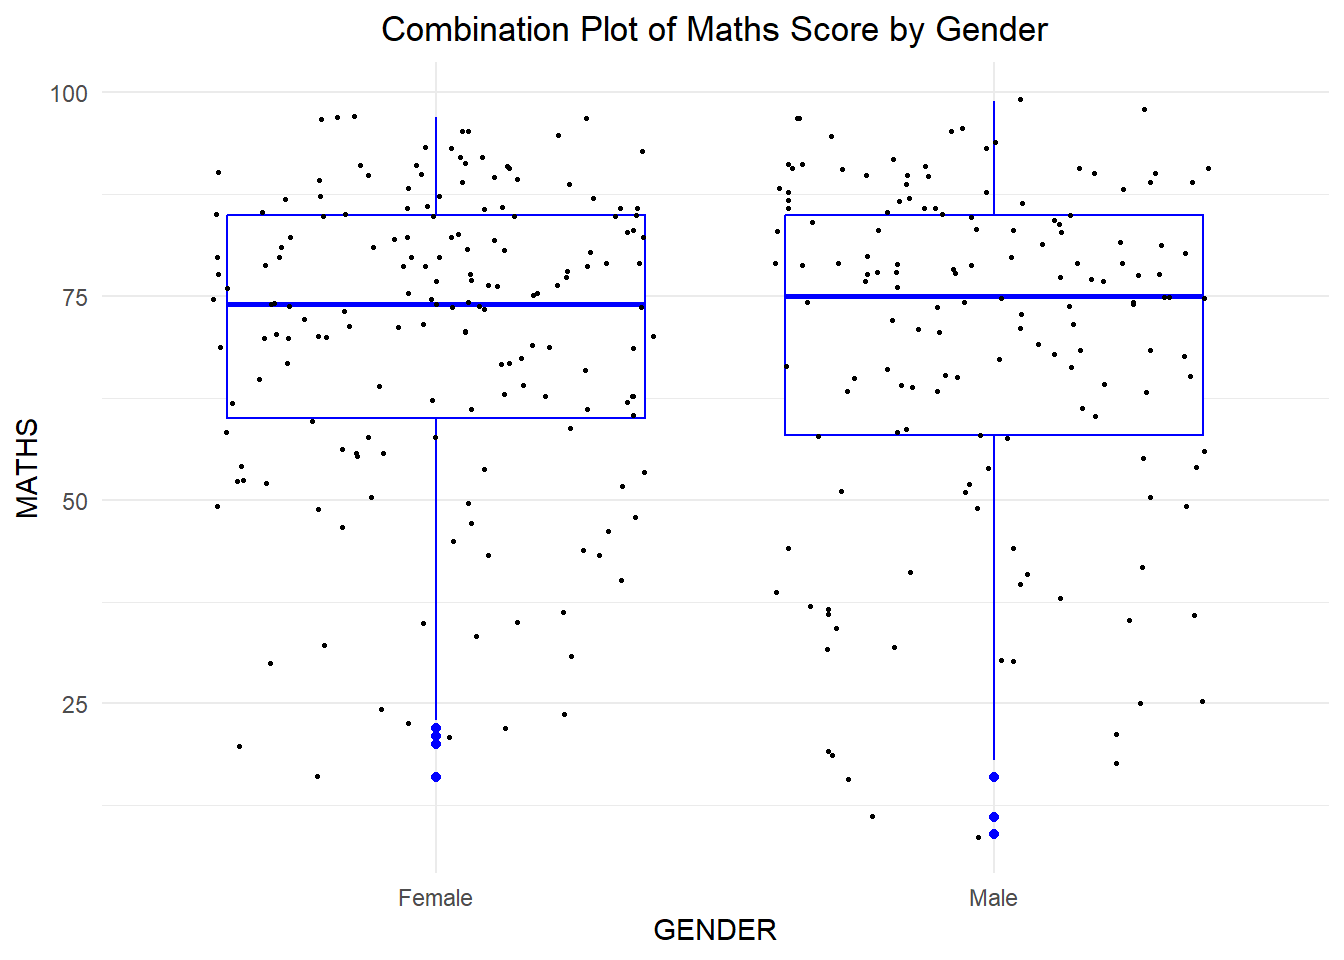 Combination Plot of Maths Score by Gender
100
75
50
25
MATHS
Female Male
GENDER